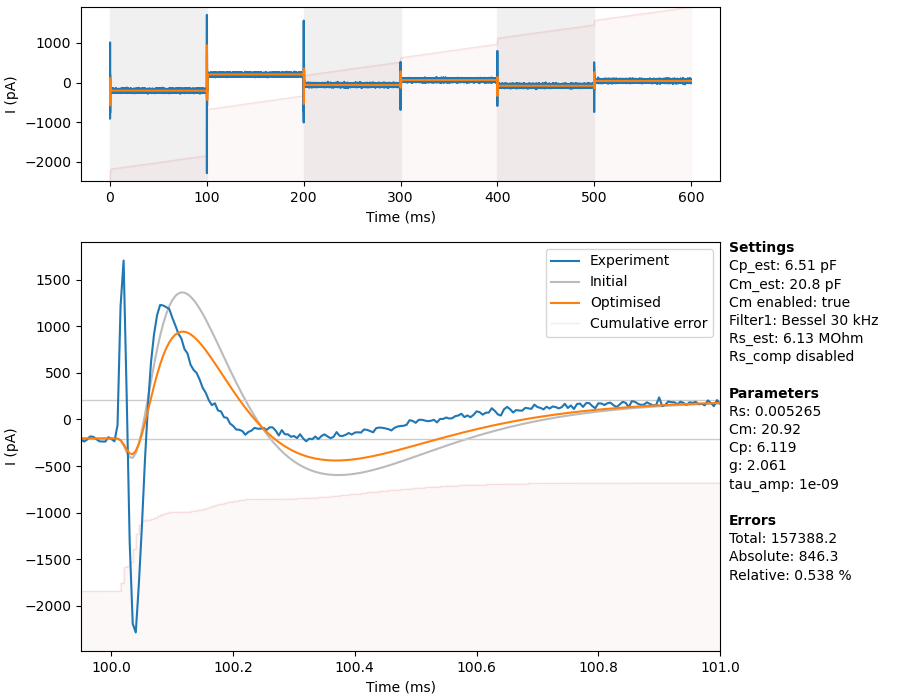 1000
0
−1000
−2000
I (pA)
0 100 200 300 400 500 600
Time (ms)
1500
1000
500
0
−500
−1000
−1500
−2000
I (pA)
100.0 100.2 100.4 100.6 100.8 101.0
Time (ms)
Experiment
Initial
Optimised
Cumulative error
Settings
Cp_est: 6.51 pF
Cm_est: 20.8 pF
Cm enabled: true
Filter1: Bessel 30 kHz
Rs_est: 6.13 MOhm
Rs_comp disabled
Parameters
Rs: 0.005265
Cm: 20.92
Cp: 6.119
g: 2.061
tau_amp: 1e-09
Errors
Total: 157388.2
Absolute: 846.3
Relative: 0.538 %